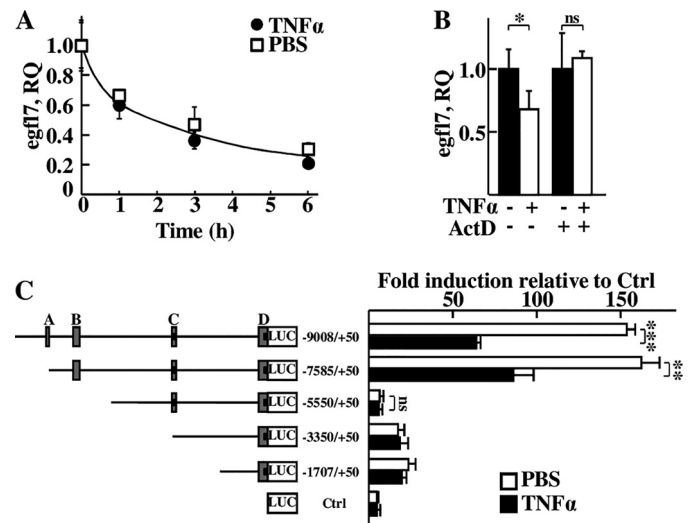 A
TNFα
PBS
egfl7, RQ
1.0
0.8
0.6
0.4
0.2
0
0 1 2 3 4 5 6
Time (h)
B
* ns
egfl7, RQ
1.0
0.5
TNFα - + - +
ActD - - + +
C
Fold induction relative to Ctrl
50 100 150
A B C D
LUC -9008/+50 ***
LUC -7585/+50 **
LUC -5550/+50 ns
LUC -3350/+50
LUC -1707/+50
LUC Ctrl
PBS
TNFα